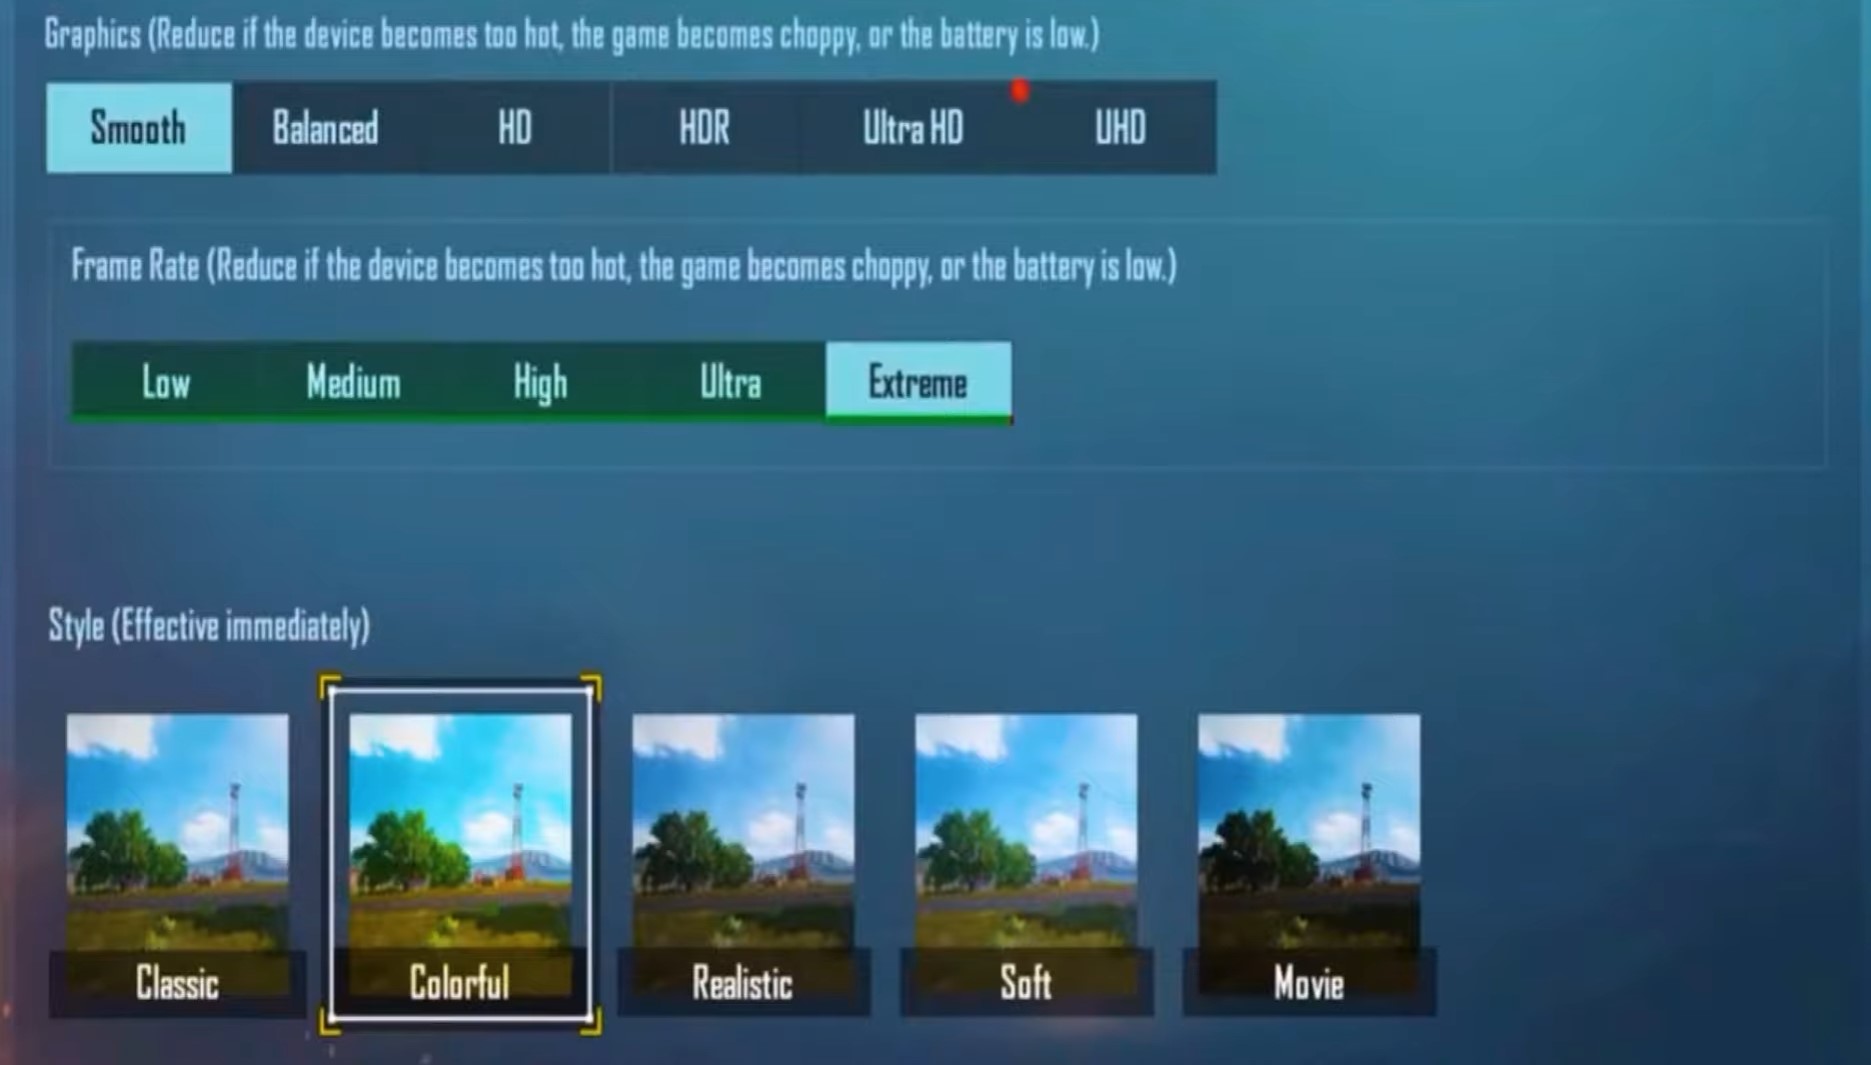 Graphics (Reduce if the device becomes too hot, the game becomes choppy, or the battery is low.)
Smooth Balanced HD HDR Ultra HD UHD
Frame Rate (Reduce if the device becomes too hot, the game becomes choppy, or the battery is low.)
Low Medium High Ultra Extreme
Style (Effective immediately)
Classic Colorful Realistic Soft Movie